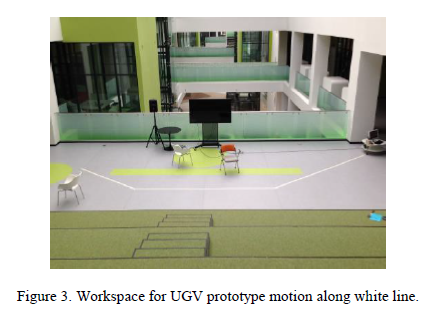 Figure 3. Workspace for UGV prototype motion along white line.